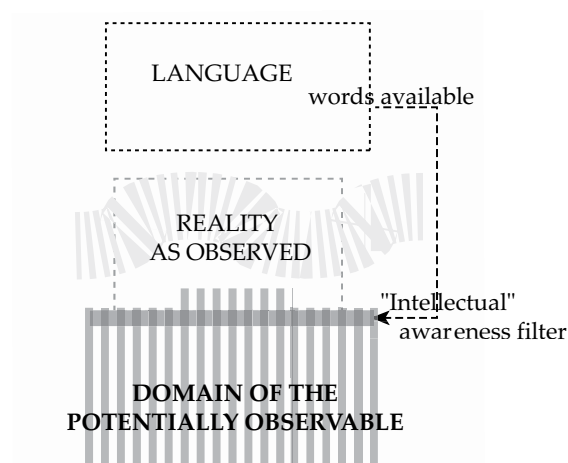 LANGUAGE
words available
REALITY
AS OBSERVED
"Intellectual"
awareness filter
DOMAIN OF THE
POTENTIALLY OBSERVABLE